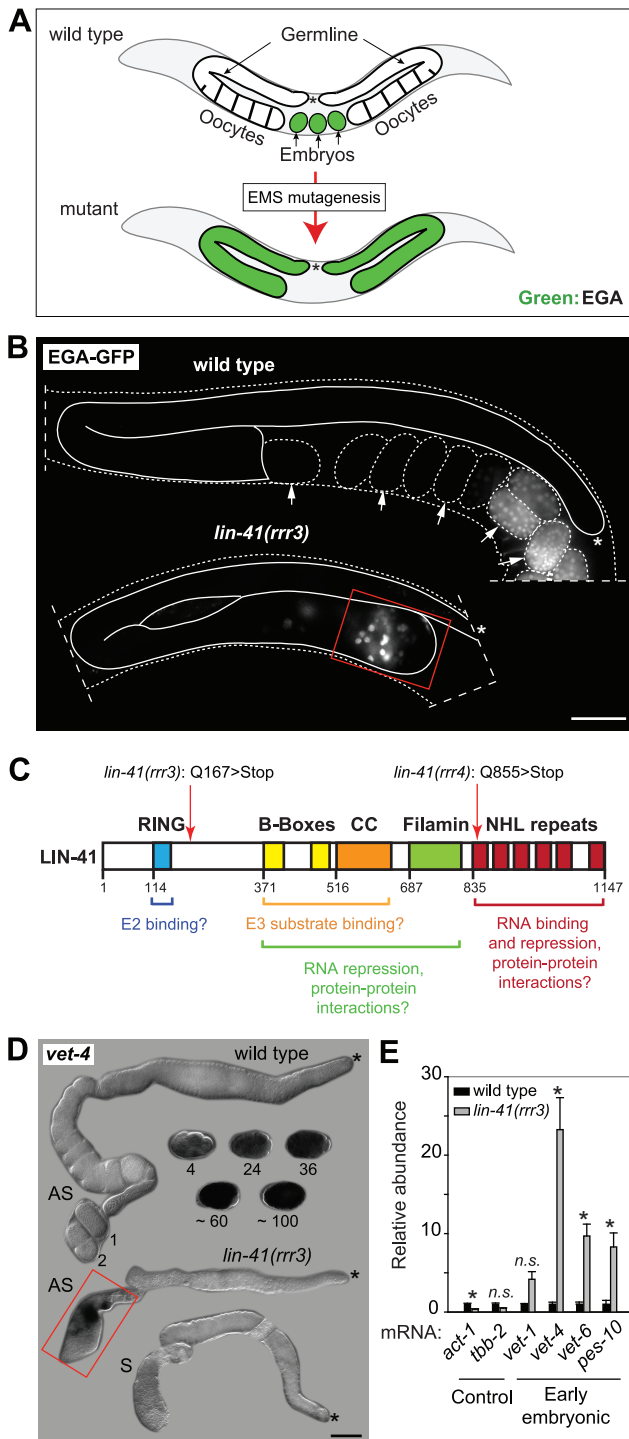 A
wild type
Germline
*
Oocytes
Oocytes
Embryos
EMS mutagenesis
mutant
*
Green: EGA
B
EGA-GFP
wild type
*
lin-41(rrr3)
*
C
lin-41(rrr3): Q167>Stop
lin-41(rrr4): Q855>Stop
RING
B-Boxes
CC
Filamin
NHL repeats
LIN-41
1
114
371
516
687
835
1147
E2 binding?
E3 substrate binding?
RNA binding
and repression,
protein-protein
interactions?
RNA repression,
protein-protein
interactions?
D
vet-4
wild type
*
4
24
36
AS
~ 60
~ 100
1
2
lin-41(rrr3)
AS
*
S
*
E
wild type
lin-41(rrr3)
Relative abundance
30
20
10
0
*
n.s.
n.s.
*
*
*
mRNA:
act-1
tbb-2
vet-1
vet-4
vet-6
pes-10
Control
Early
embryonic